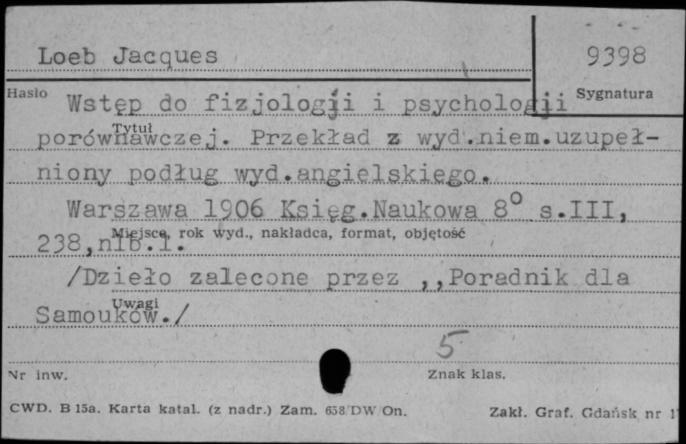 Loeb Jacques
9398
Hasło
Sygnatura
Wstęp do fizjologji i psychologji
Tytuł
porównawczej. Przekład z wyd.niem.uzupeł-
niony podług wyd.angielskiego.
Warszawa 1906 Księg.Naukowa 8° s.III,
Miejsce, rok wyd., nakładca, format, objętość
238,nlb.1.
/Dzieło zalecone przez ,,Poradnik dla
Uwagi
Samouków./
5
Nr inw.
Znak klas.
CWD. B 15a. Karta katal. (z nadr.) Zam. 658/DW/On.
Zakł. Graf. Gdańsk nr